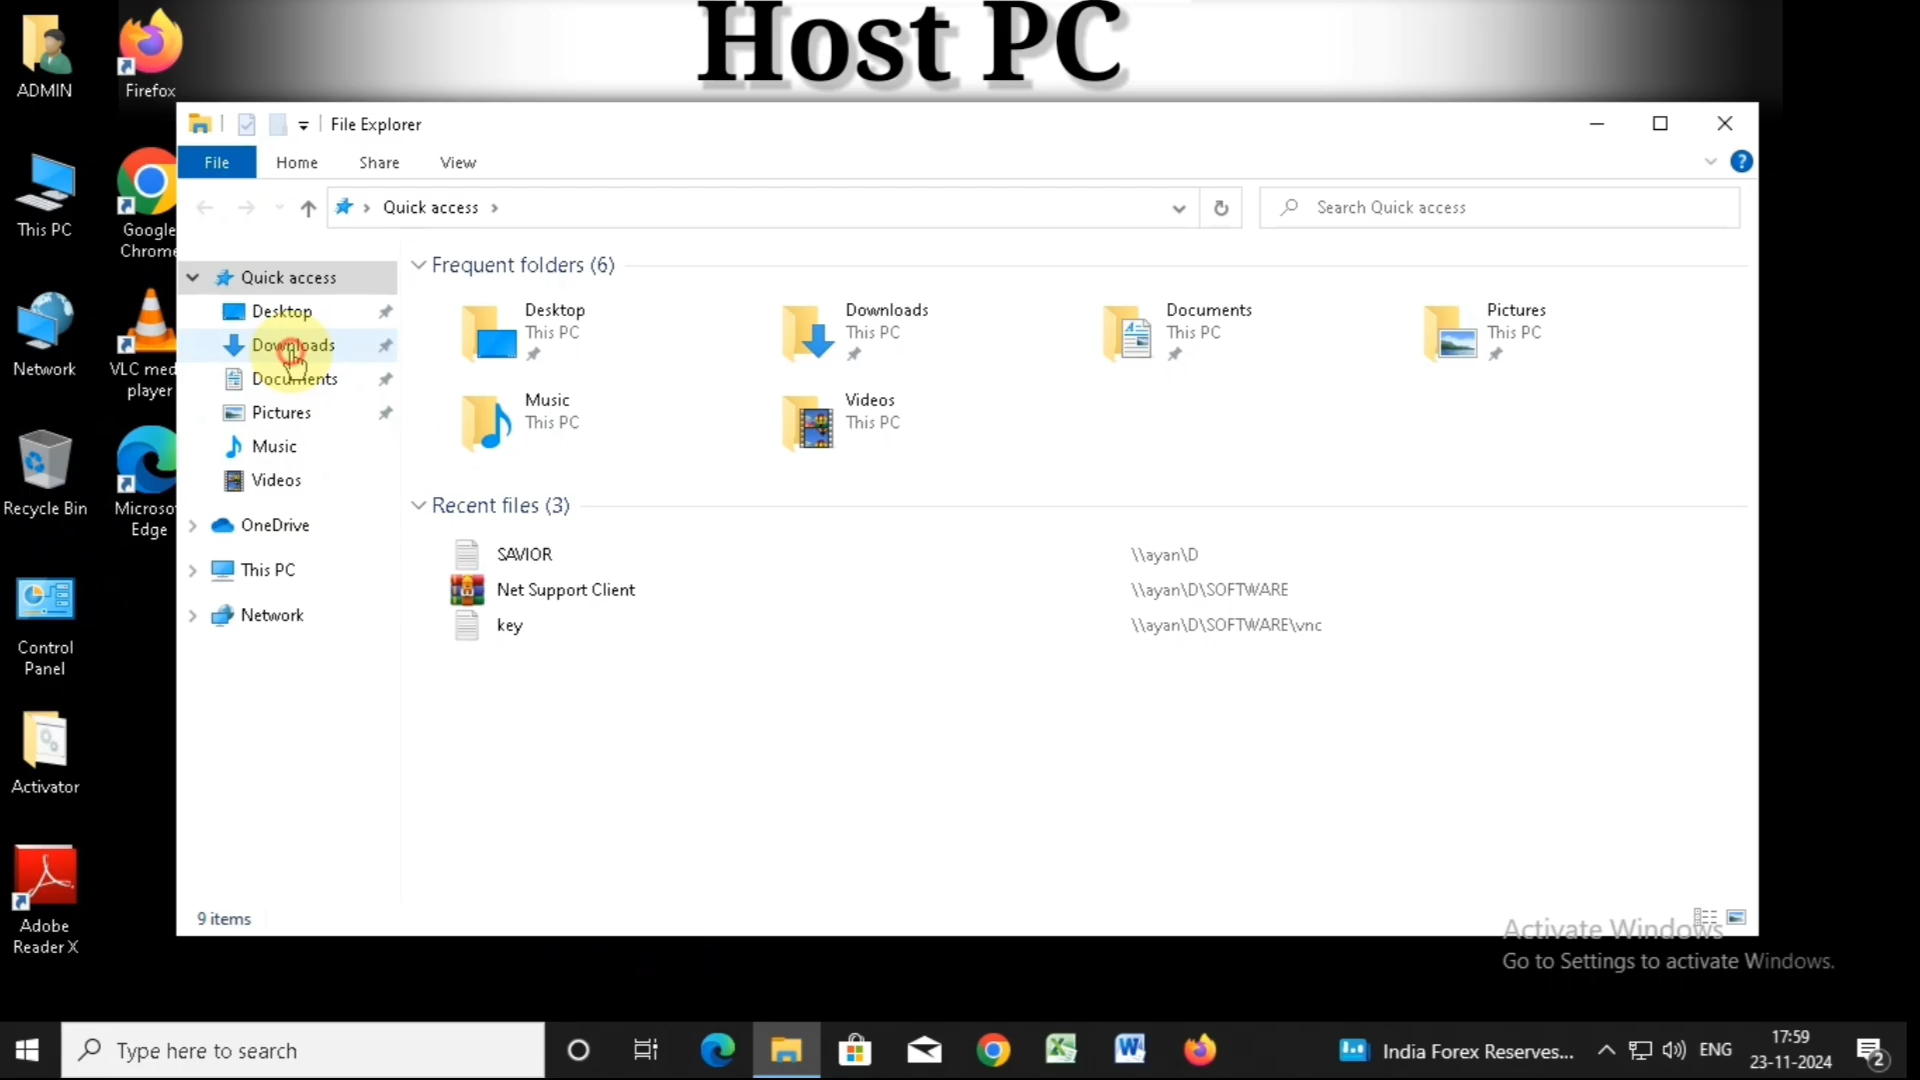 Host PC
ADMIN
Firefox
File Explorer
File
Home
Share
View
?
This PC
Google
Chrome
Quick access
Search Quick access
Quick access
Desktop
Downloads
Documents
Pictures
Music
Videos
OneDrive
This PC
Network
Frequent folders (6)
Desktop
This PC
Downloads
This PC
Documents
This PC
Pictures
This PC
Music
This PC
Videos
This PC
Recent files (3)
SAVIOR
\\ayan\D
Net Support Client
\\ayan\D\SOFTWARE
key
\\ayan\D\SOFTWARE\vnc
9 items
Network
VLC med
player
Recycle Bin
Microso
Edge
Control
Panel
Activator
Adobe
Reader X
Activate Windows
Go to Settings to activate Windows.
Type here to search
India Forex Reserves...
ENG
17:59
23-11-2024
2